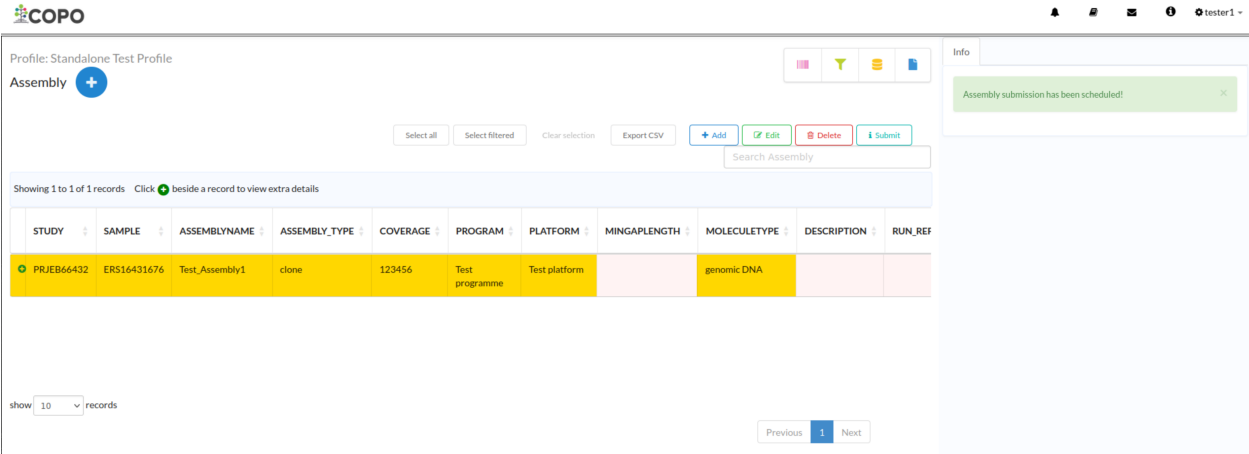 COPO
tester1
Profile: Standalone Test Profile
Assembly
Info
Assembly submission has been scheduled! ×
Select all Select filtered Clear selection Export CSV + Add Edit Delete Submit
Search Assembly
Showing 1 to 1 of 1 records Click beside a record to view extra details
STUDY SAMPLE ASSEMBLYNAME ASSEMBLY_TYPE COVERAGE PROGRAM PLATFORM MINGAPLENGTH MOLECULETYPE DESCRIPTION RUN_REF
PRJEB66432 ERS16431676 Test_Assembly1 clone 123456 Test programme Test platform genomic DNA
show 10 records
Previous 1 Next